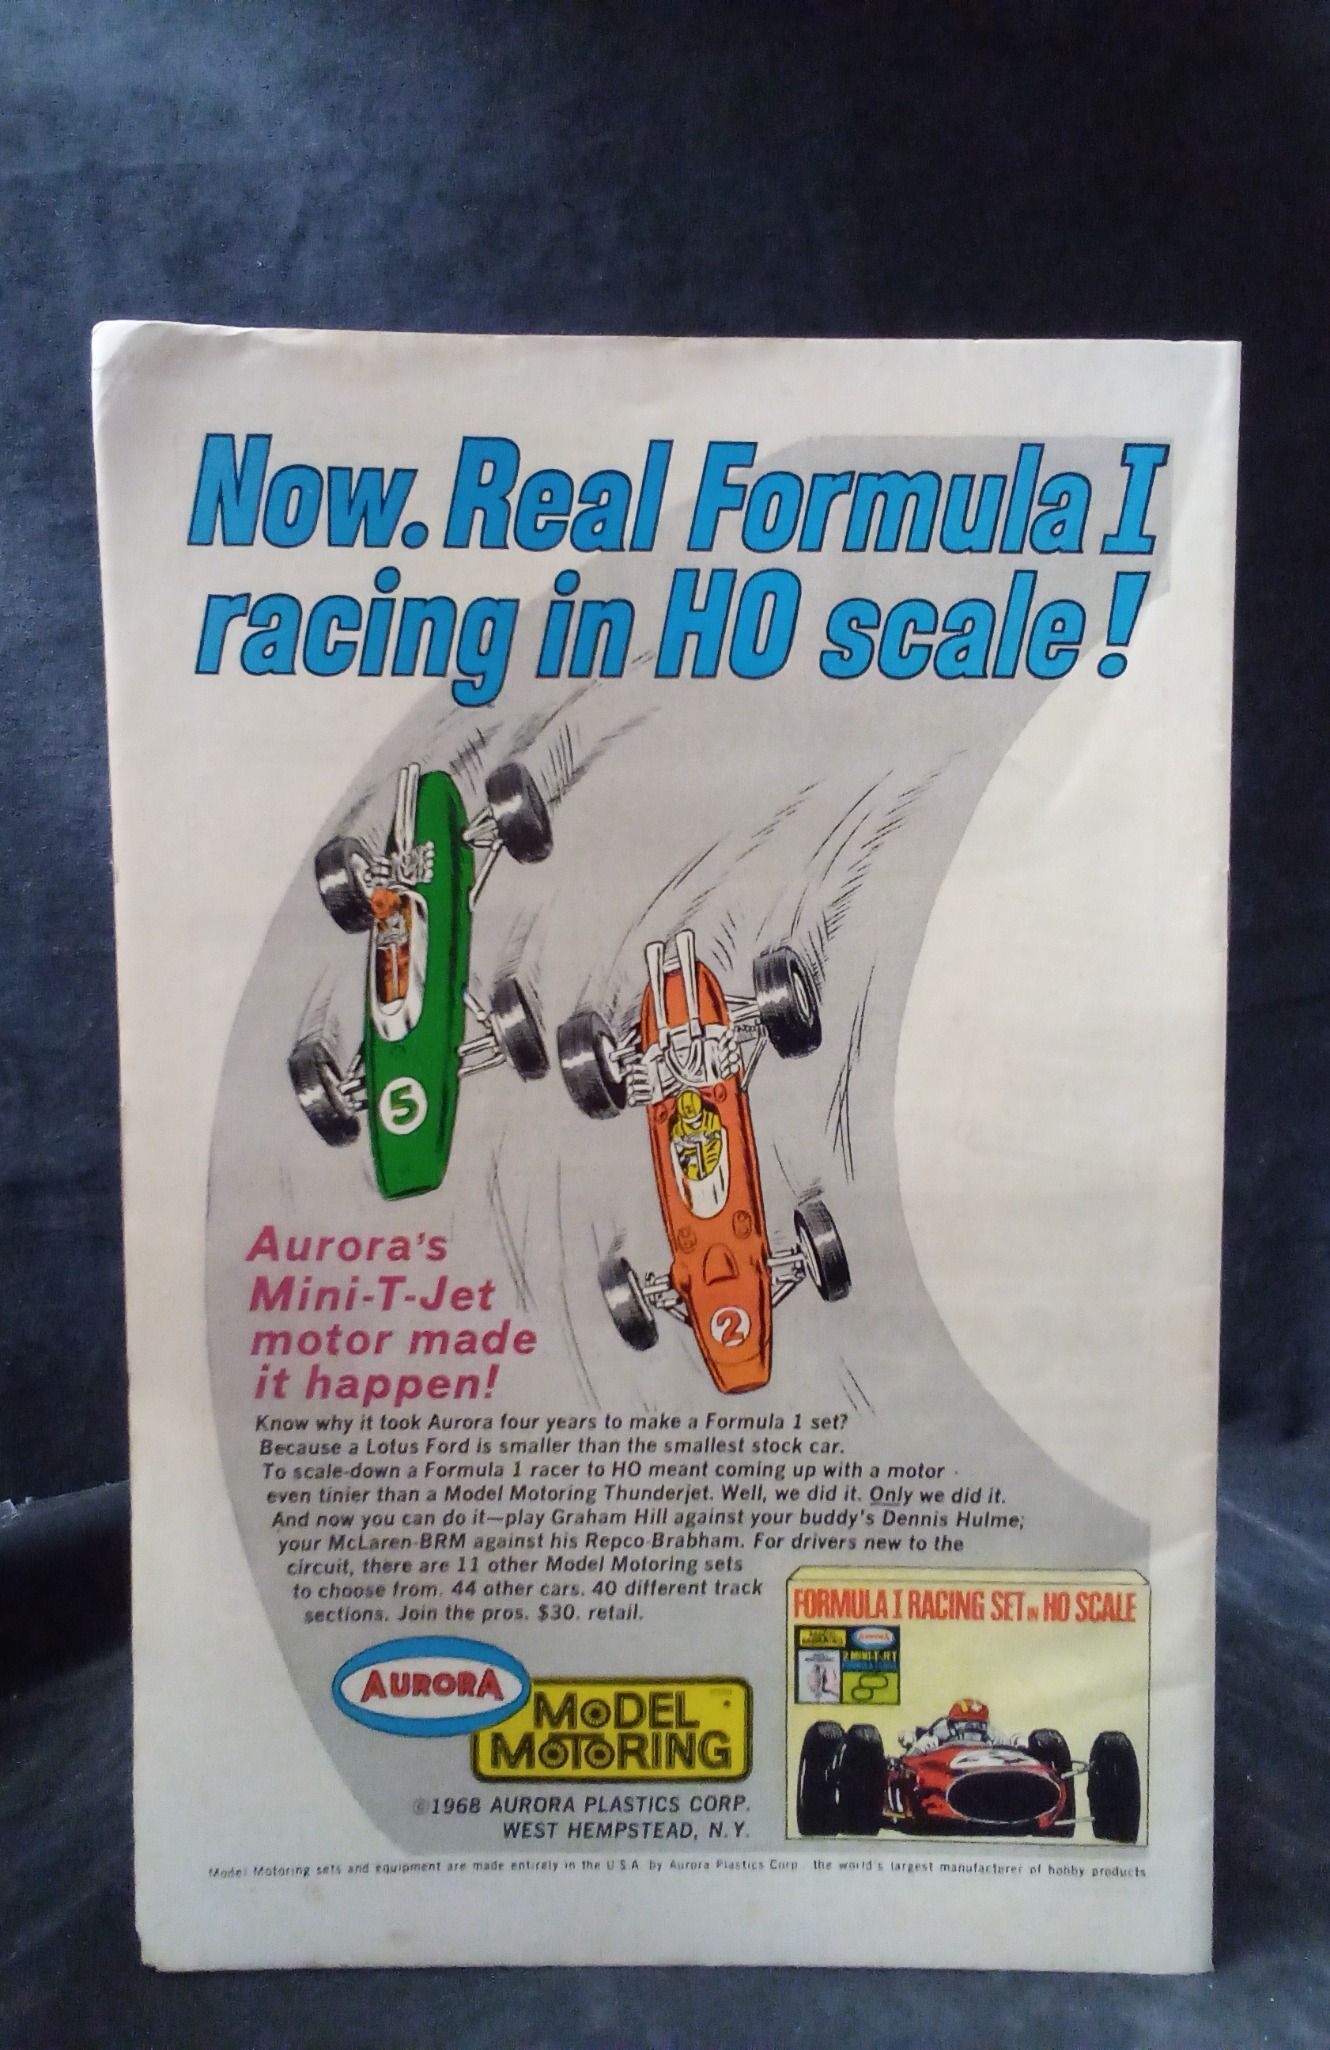 Now. Real Formula I
racing in HO scale!
5
2
Aurora's
Mini-T-Jet
motor made
it happen!
Know why it took Aurora four years to make a Formula 1 set?
Because a Lotus Ford is smaller than the smallest stock car.
To scale-down a Formula 1 racer to HO meant coming up with a motor
even tinier than a Model Motoring Thunderjet. Well, we did it. Only we did it.
And now you can do it—play Graham Hill against your buddy's Dennis Hulme;
your McLaren-BRM against his Repco-Brabham. For drivers new to the
circuit, there are 11 other Model Motoring sets
to choose from. 44 other cars. 40 different track
sections. Join the pros. $30. retail.
FORMULA I RACING SET IN HO SCALE
MODEL MOTORING
AURORA
2 MINI-T-JET
AURORA
MODEL
MOTORING
©1968 AURORA PLASTICS CORP.
WEST HEMPSTEAD, N.Y.
Model Motoring sets and equipment are made entirely in the U.S.A. by Aurora Plastics Corp. the world's largest manufacturer of hobby products